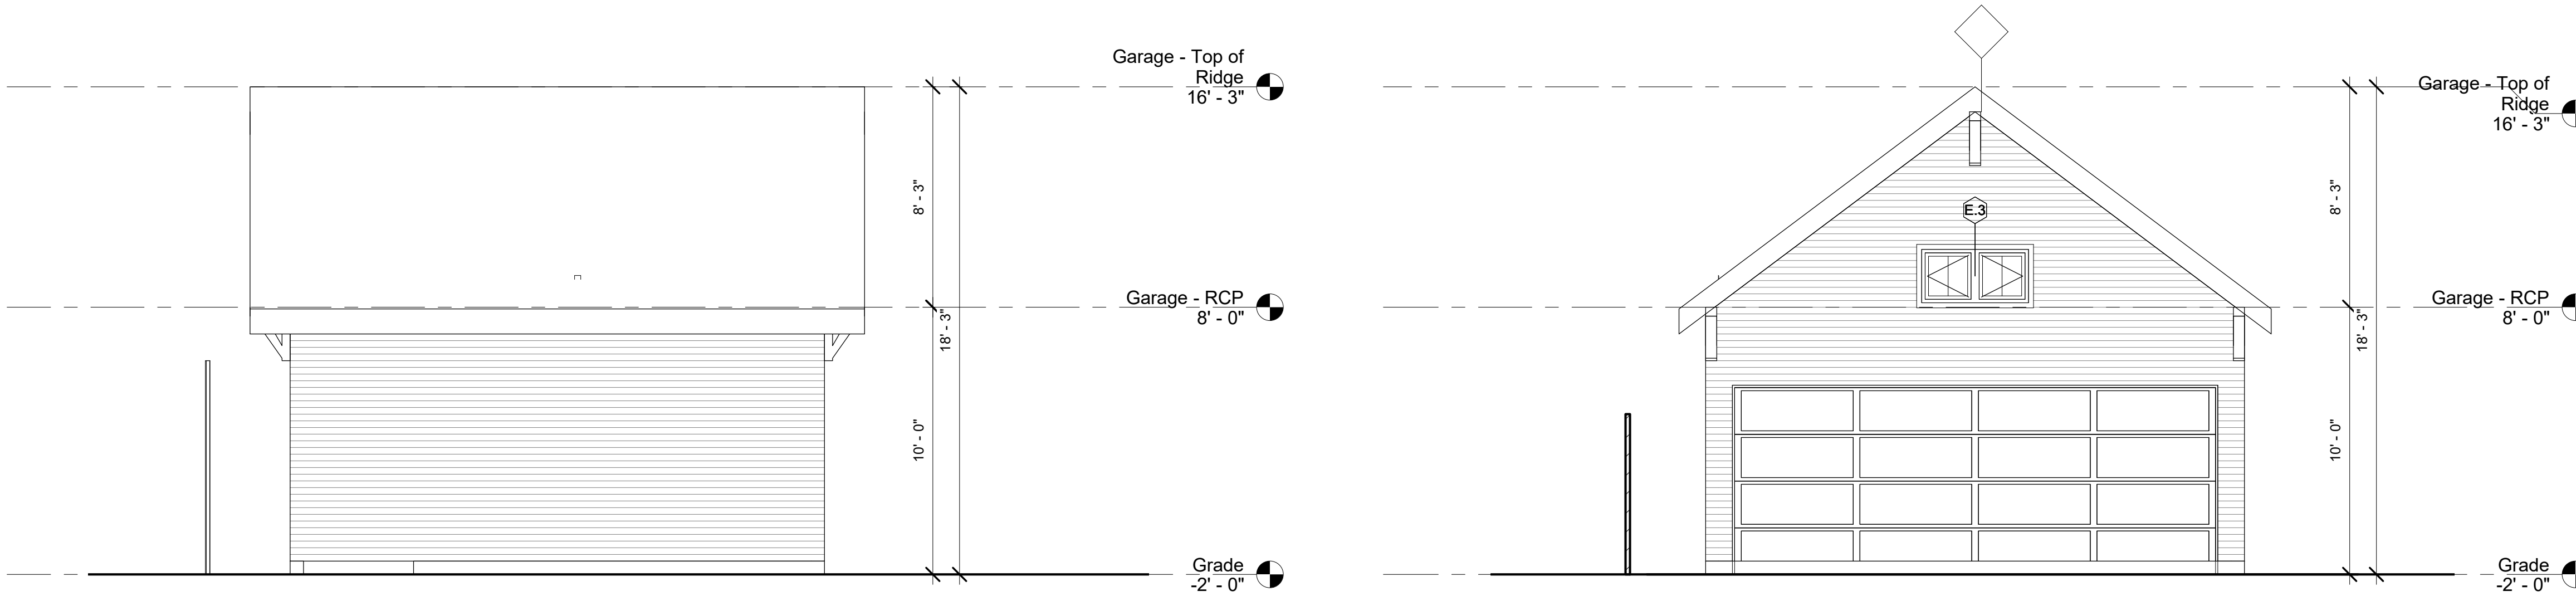 Garage - Top of
Ridge
16' - 3"
8' - 3"
Garage - RCP
8' - 0"
18' - 3"
10' - 0"
Grade
-2' - 0"
Garage - Top of
Ridge
16' - 3"
8' - 3"
E.3
Garage - RCP
8' - 0"
18' - 3"
10' - 0"
Grade
-2' - 0"